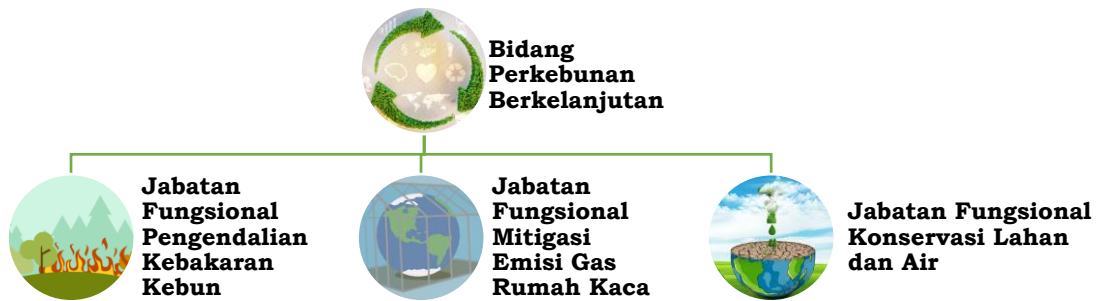 Bidang
Perkebunan
Berkelanjutan
Jabatan
Fungsional
Pengendalian
Kebakaran
Kebun
Jabatan
Fungsional
Mitigasi
Emisi Gas
Rumah Kaca
Jabatan Fungsional
Konservasi Lahan
dan Air